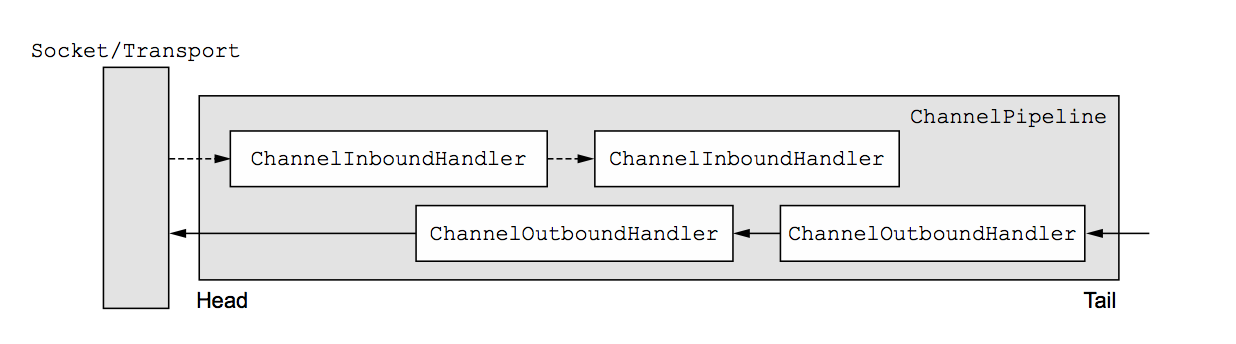 Socket/Transport
ChannelPipeline
ChannelInboundHandler
ChannelInboundHandler
ChannelOutboundHandler
ChannelOutboundHandler
Head
Tail